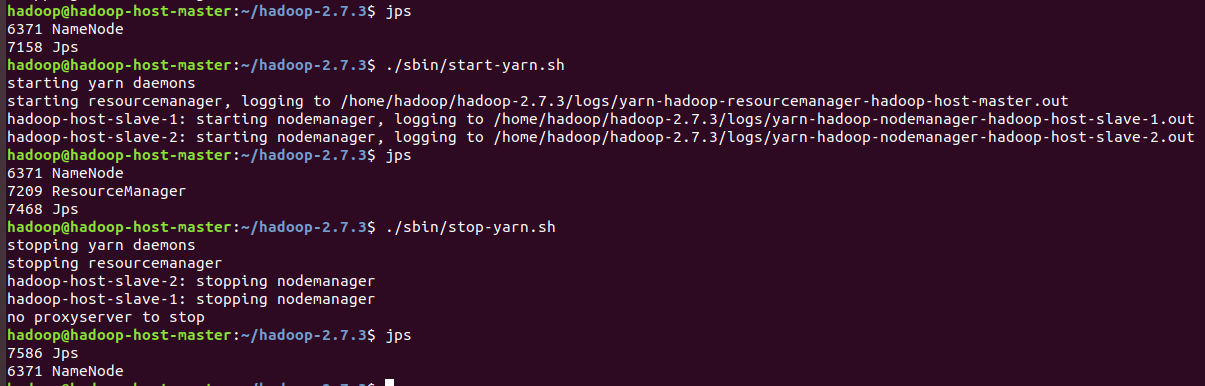 hadoop@hadoop-host-master:~/hadoop-2.7.3$ jps
6371 NameNode
7158 Jps
hadoop@hadoop-host-master:~/hadoop-2.7.3$ ./sbin/start-yarn.sh
starting yarn daemons
starting resourcemanager, logging to /home/hadoop/hadoop-2.7.3/logs/yarn-hadoop-resourcemanager-hadoop-host-master.out
hadoop-host-slave-1: starting nodemanager, logging to /home/hadoop/hadoop-2.7.3/logs/yarn-hadoop-nodemanager-hadoop-host-slave-1.out
hadoop-host-slave-2: starting nodemanager, logging to /home/hadoop/hadoop-2.7.3/logs/yarn-hadoop-nodemanager-hadoop-host-slave-2.out
hadoop@hadoop-host-master:~/hadoop-2.7.3$ jps
6371 NameNode
7209 ResourceManager
7468 Jps
hadoop@hadoop-host-master:~/hadoop-2.7.3$ ./sbin/stop-yarn.sh
stopping yarn daemons
stopping resourcemanager
hadoop-host-slave-2: stopping nodemanager
hadoop-host-slave-1: stopping nodemanager
no proxyserver to stop
hadoop@hadoop-host-master:~/hadoop-2.7.3$ jps
7586 Jps
6371 NameNode